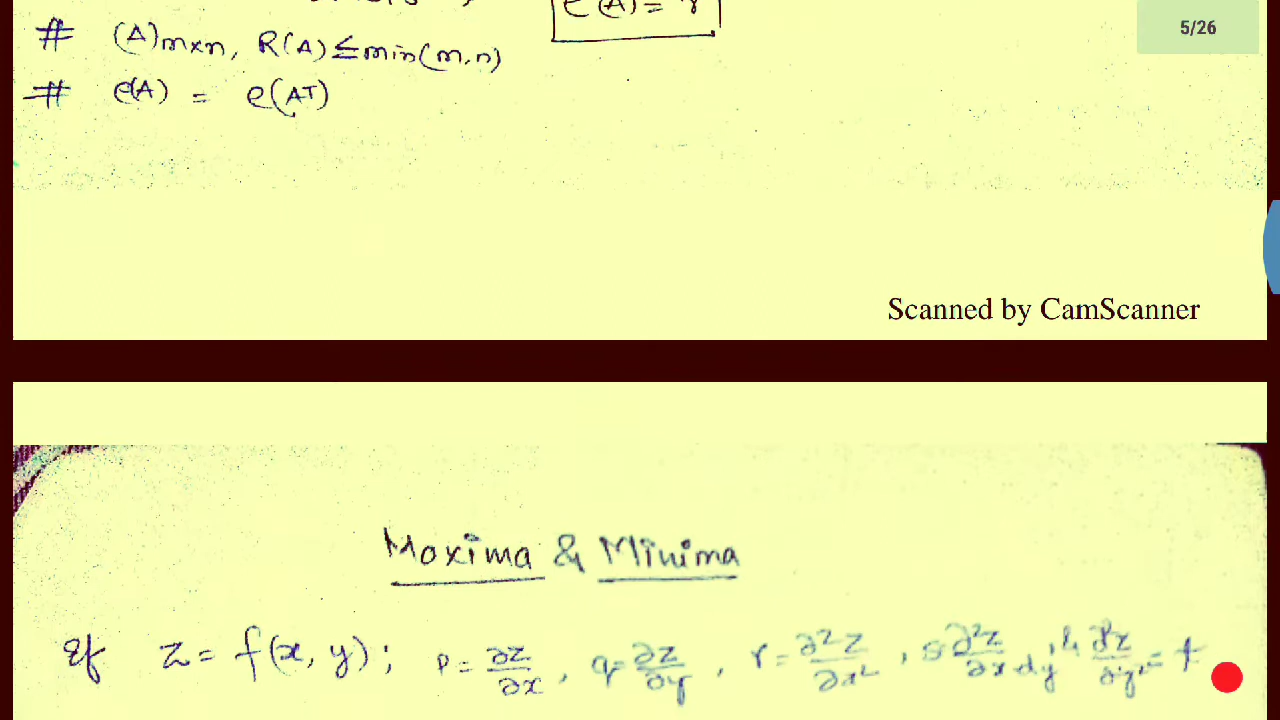 e(A) = r
5/26
# (A)m×n, R(A) ≤ min(m,n)
# e(A) = e(AT)
Scanned by CamScanner
Maxima & Minima
If z = f(x, y); p = ∂z/∂x, q = ∂z/∂y, r = ∂²z/∂x², s ∂²z/∂x∂y, & ∂²z/∂y² = t